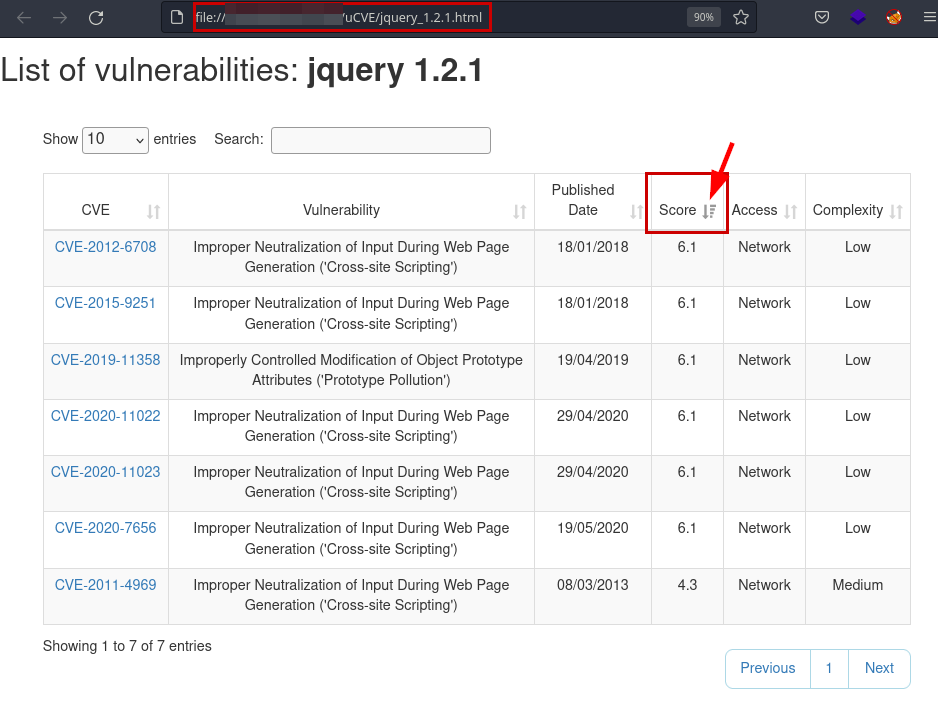 file:// /uCVE/jquery_1.2.1.html
90%
List of vulnerabilities: jquery 1.2.1
Show 10 entries Search:
CVE Vulnerability Published Date Score Access Complexity
CVE-2012-6708 Improper Neutralization of Input During Web Page 18/01/2018 6.1 Network Low
Generation ('Cross-site Scripting')
CVE-2015-9251 Improper Neutralization of Input During Web Page 18/01/2018 6.1 Network Low
Generation ('Cross-site Scripting')
CVE-2019-11358 Improperly Controlled Modification of Object Prototype 19/04/2019 6.1 Network Low
Attributes ('Prototype Pollution')
CVE-2020-11022 Improper Neutralization of Input During Web Page 29/04/2020 6.1 Network Low
Generation ('Cross-site Scripting')
CVE-2020-11023 Improper Neutralization of Input During Web Page 29/04/2020 6.1 Network Low
Generation ('Cross-site Scripting')
CVE-2020-7656 Improper Neutralization of Input During Web Page 19/05/2020 6.1 Network Low
Generation ('Cross-site Scripting')
CVE-2011-4969 Improper Neutralization of Input During Web Page 08/03/2013 4.3 Network Medium
Generation ('Cross-site Scripting')
Showing 1 to 7 of 7 entries
Previous 1 Next